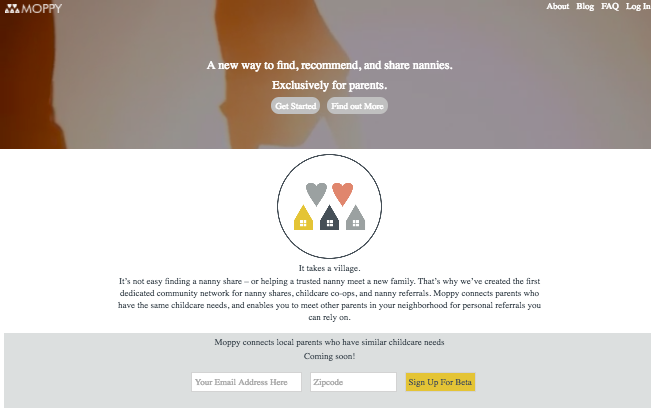 MOPPY
About Blog FAQ Log In
A new way to find, recommend, and share nannies.
Exclusively for parents.
Get Started Find out More
It takes a village.
It's not easy finding a nanny share – or helping a trusted nanny meet a new family. That's why we've created the first
dedicated community network for nanny shares, childcare co-ops, and nanny referrals. Moppy connects parents who
have the same childcare needs, and enables you to meet other parents in your neighborhood for personal referrals you
can rely on.
Moppy connects local parents who have similar childcare needs
Coming soon!
Your Email Address Here Zipcode Sign Up For Beta